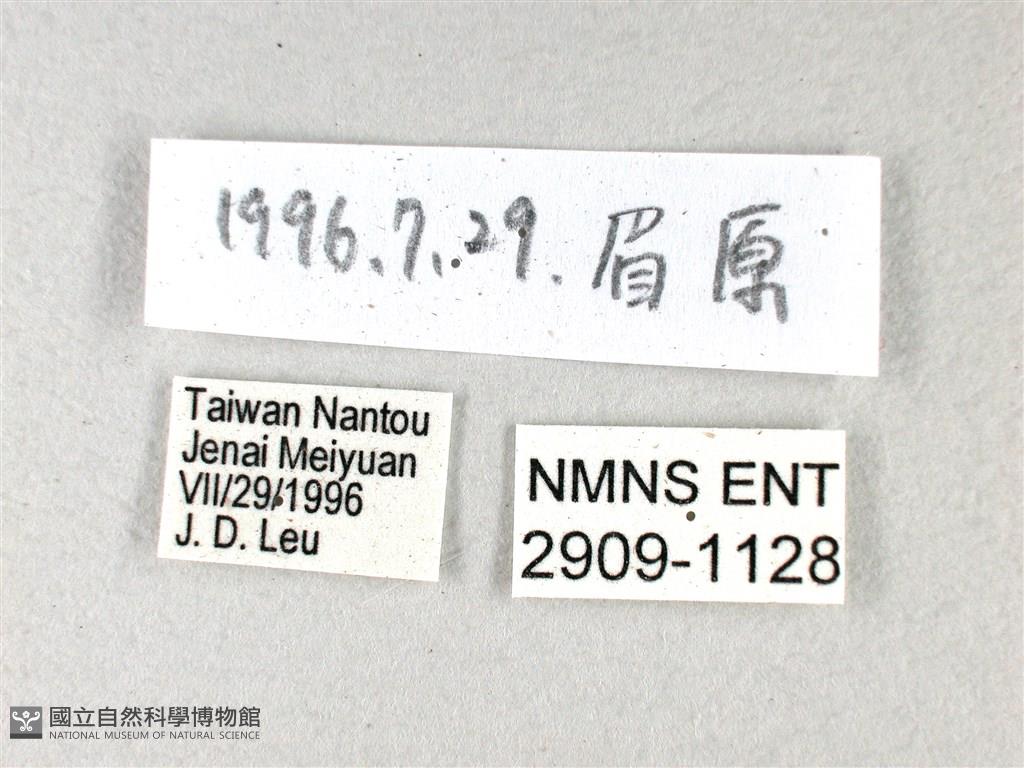 1996.7.29. 眉原
Taiwan Nantou
Jenai Meiyuan
VII/29/1996
J. D. Leu
NMNS ENT
2909-1128
國立自然科學博物館
NATIONAL MUSEUM OF NATURAL SCIENCE